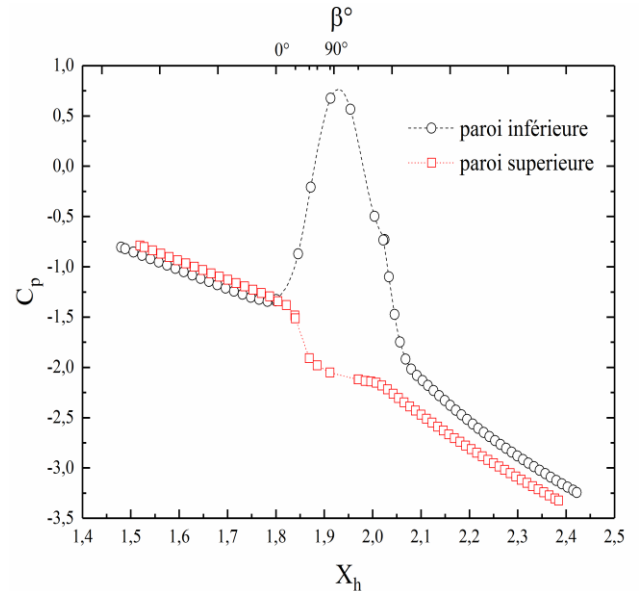 β°
0° 90°
1,0
0,5
0,0
-0,5
-1,0
-1,5
-2,0
-2,5
-3,0
-3,5
C_p
paroi inférieure
paroi superieure
1,4 1,5 1,6 1,7 1,8 1,9 2,0 2,1 2,2 2,3 2,4 2,5
X_h